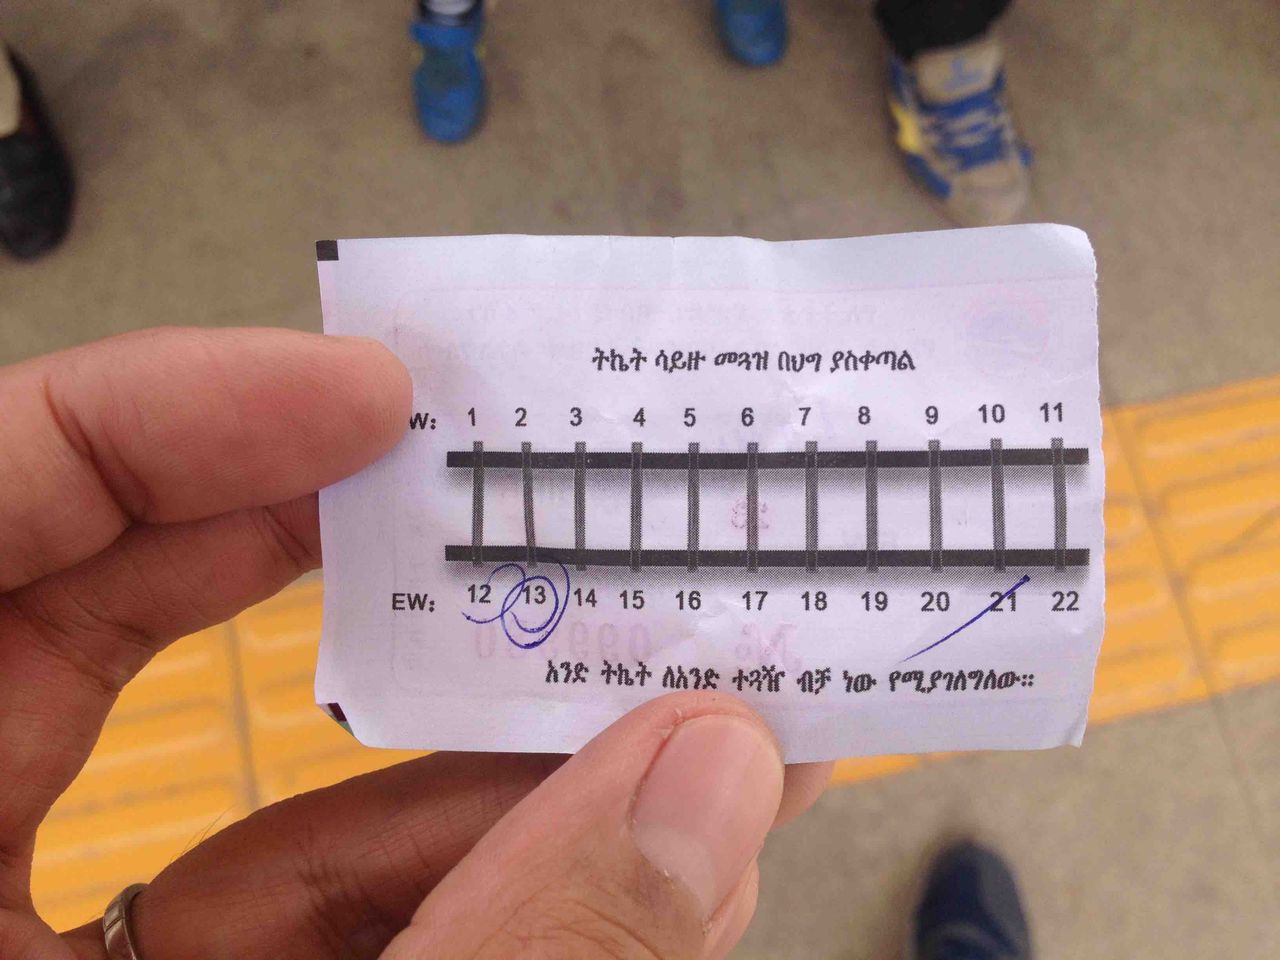 ትኬት ሳይዙ መጓዝ በህግ ያስቀጣል
W: 1 2 3 4 5 6 7 8 9 10 11
EW: 12 13 14 15 16 17 18 19 20 21 22
አንድ ትኬት ለአንድ ተጓዥ ብቻ ነው የሚያገለግለው።